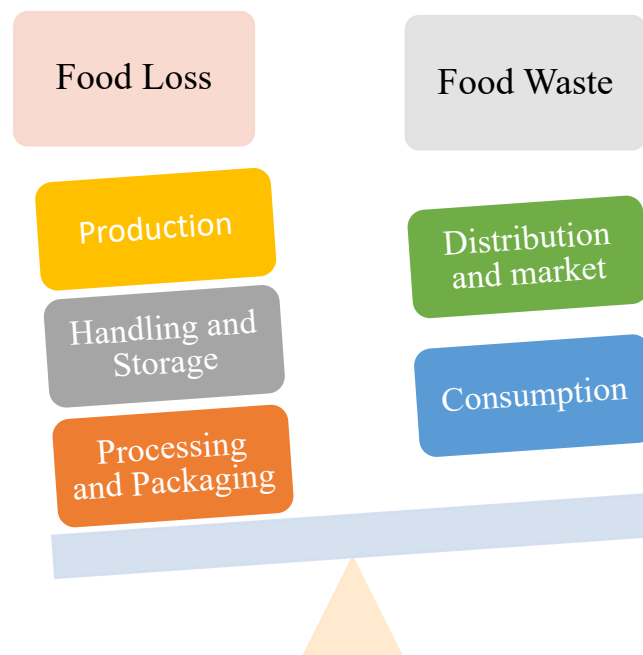 Food Loss
Food Waste
Production
Handling and
Storage
Processing
and Packaging
Distribution
and market
Consumption